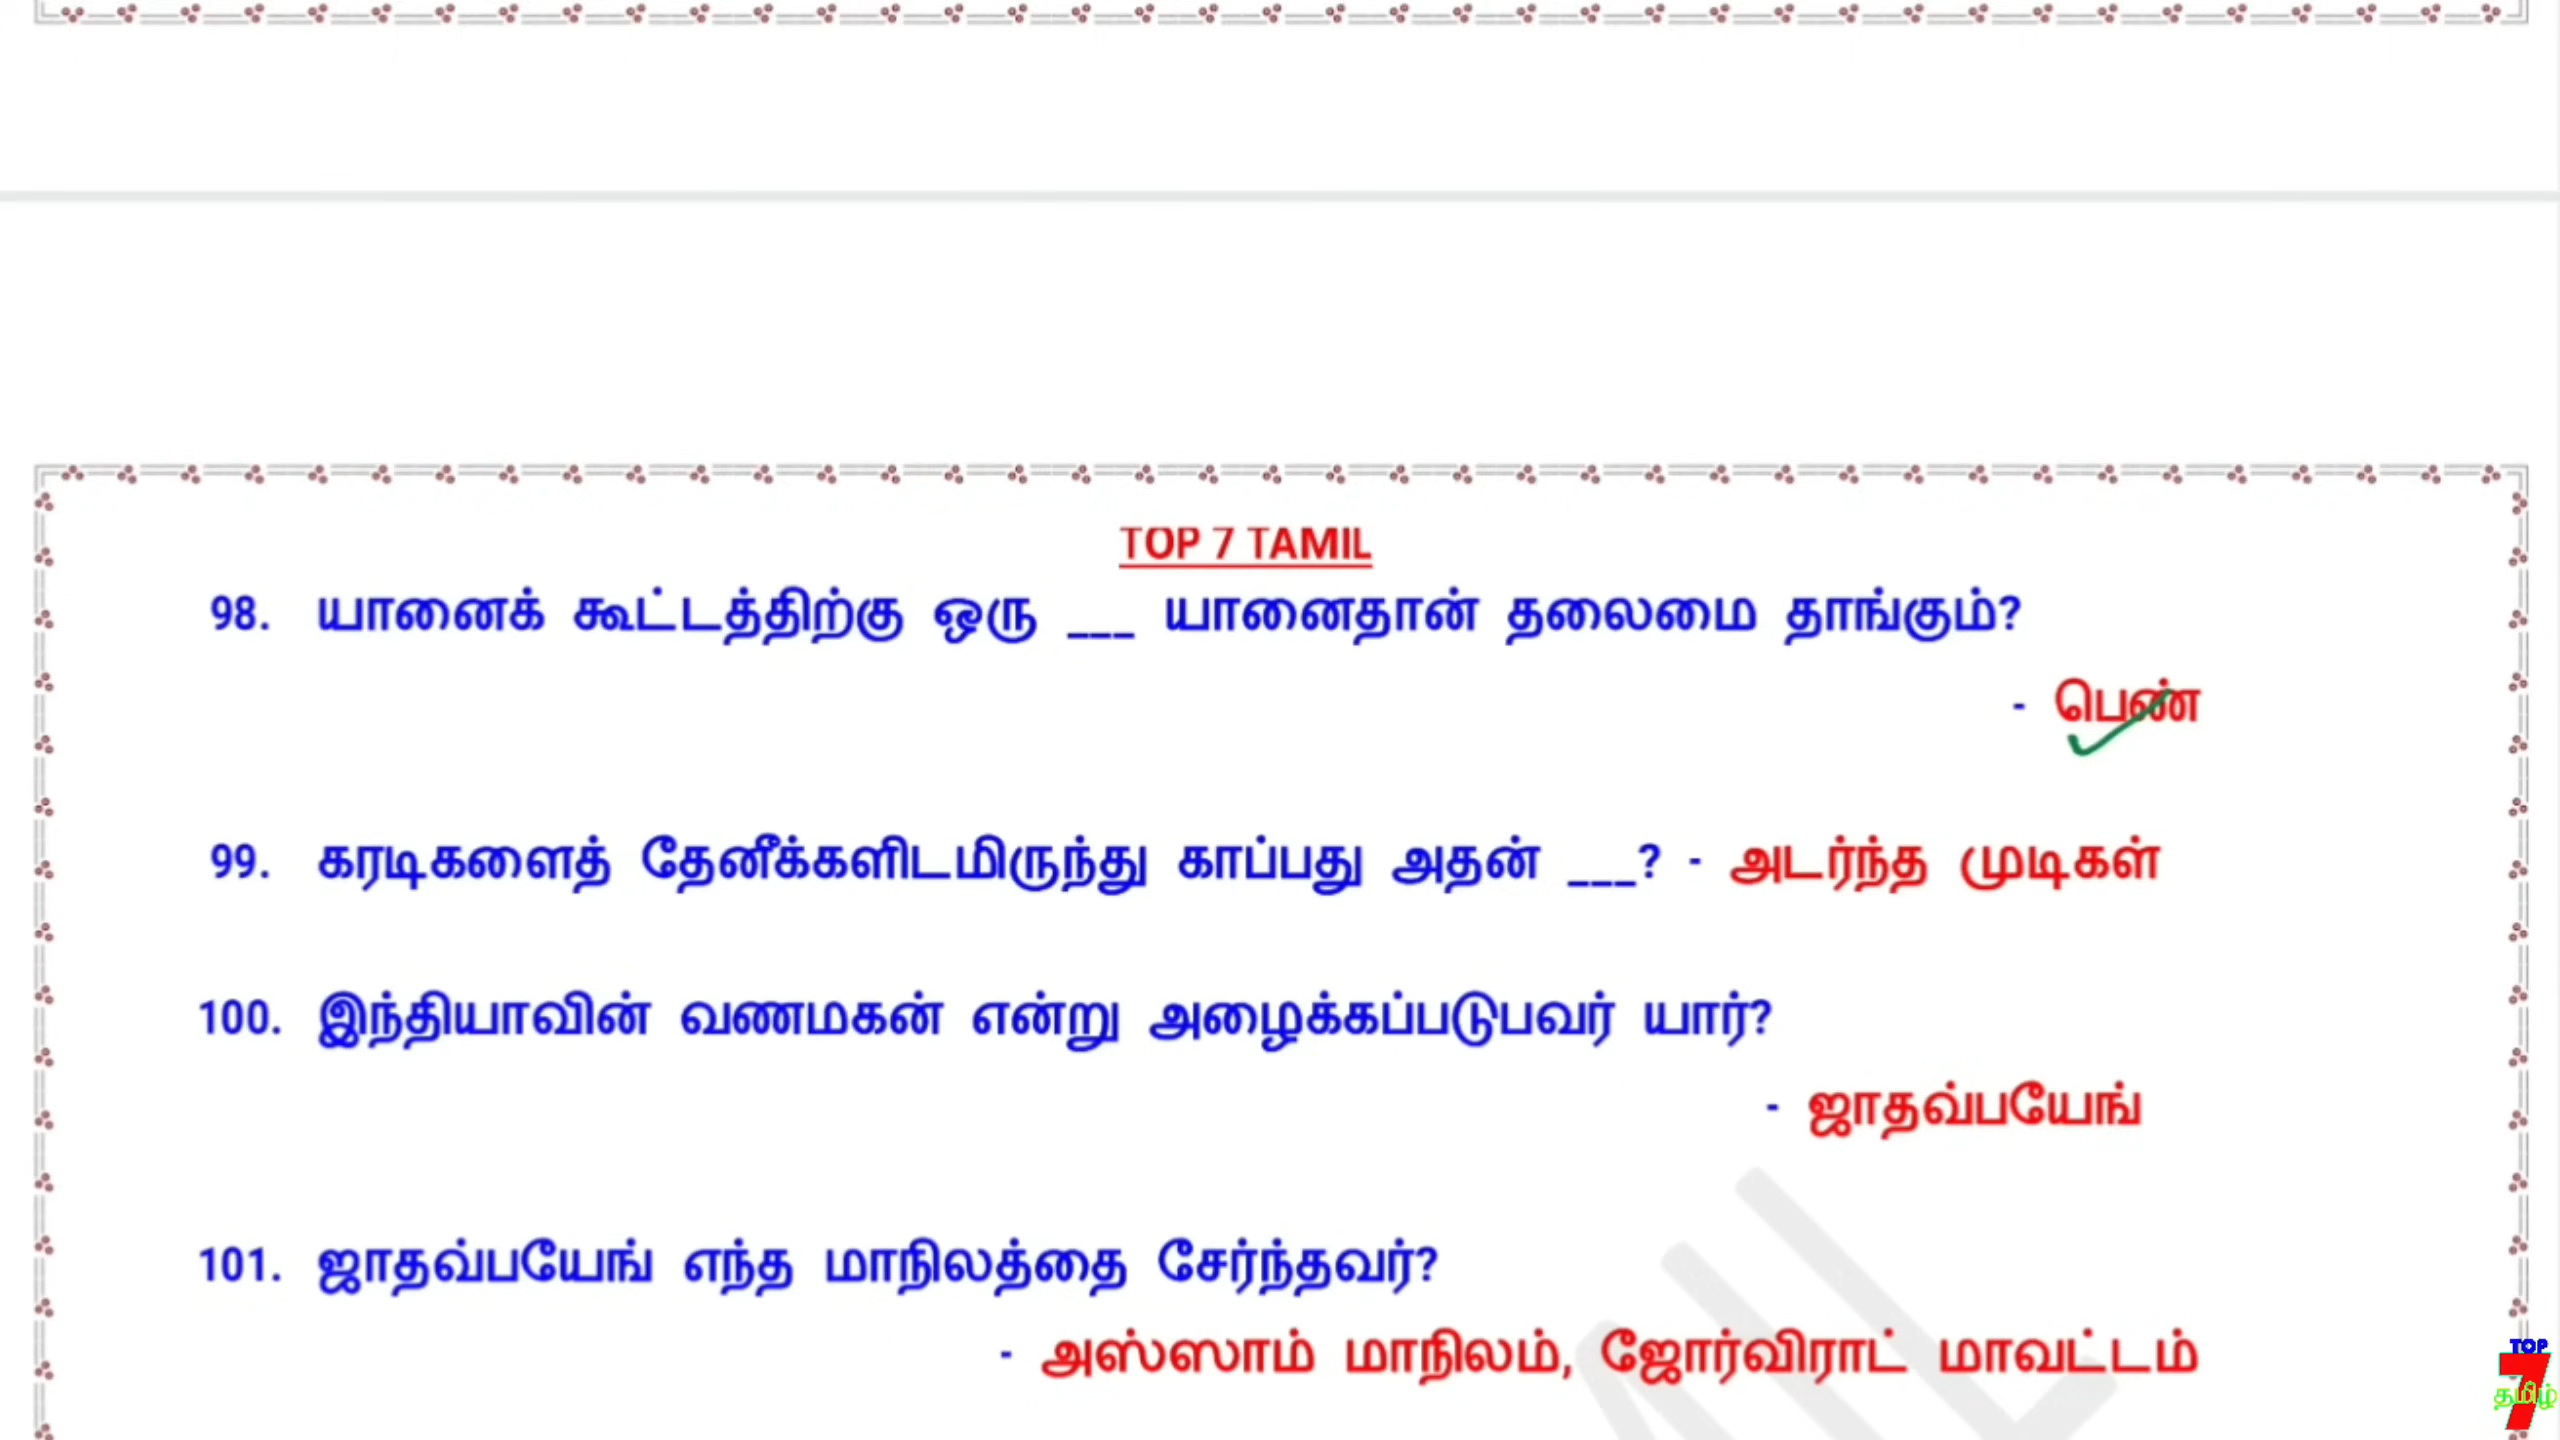 TOP 7 TAMIL
98. யானைக் கூட்டத்திற்கு ஒரு ___ யானைதான் தலைமை தாங்கும்?
- பெண்
99. கரடிகளைத் தேனீக்களிடமிருந்து காப்பது அதன் ___? - அடர்ந்த முடிகள்
100. இந்தியாவின் வணமகன் என்று அழைக்கப்படுபவர் யார்?
- ஜாதவ்பயேங்
101. ஜாதவ்பயேங் எந்த மாநிலத்தை சேர்ந்தவர்?
- அஸ்ஸாம் மாநிலம், ஜோர்விராட் மாவட்டம்
TOP
7
தமிழ்